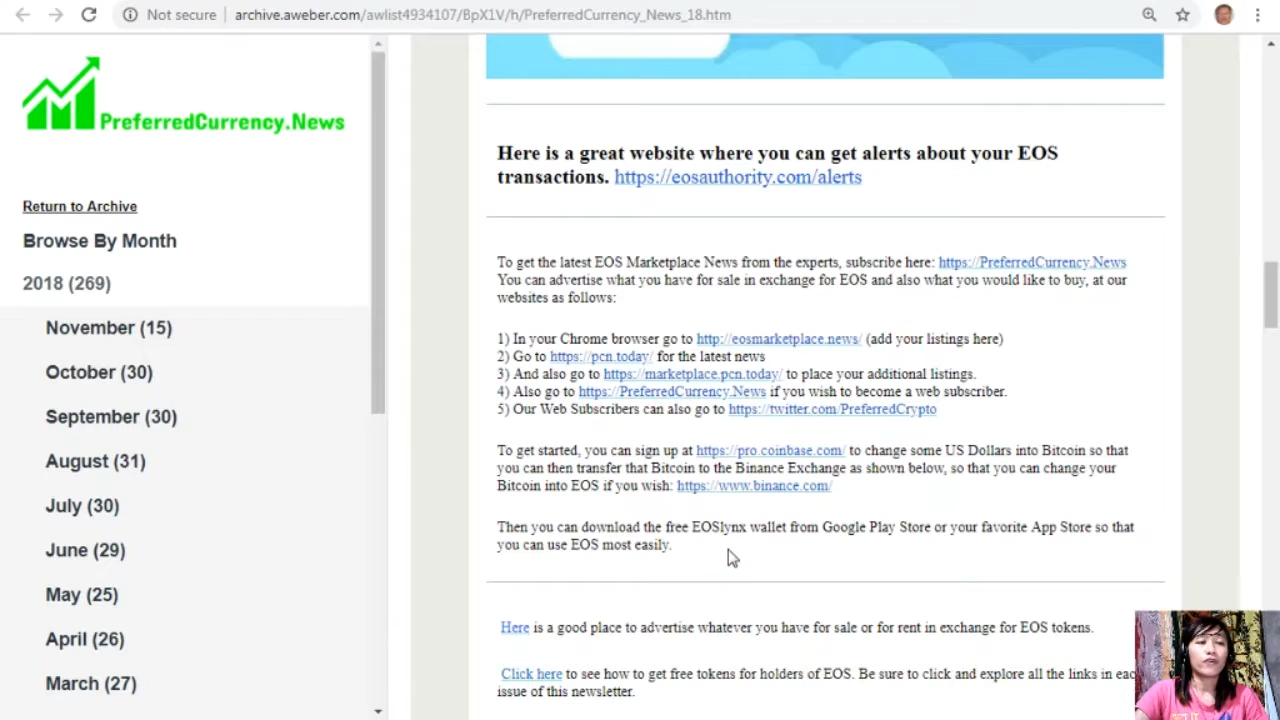 Not secure | archive.aweber.com/awlist4934107/BpX1V/h/PreferredCurrency_News_18.htm
PreferredCurrency.News
Return to Archive
Browse By Month
2018 (269)
November (15)
October (30)
September (30)
August (31)
July (30)
June (29)
May (25)
April (26)
March (27)
Here is a great website where you can get alerts about your EOS
transactions. https://eosauthority.com/alerts
To get the latest EOS Marketplace News from the experts, subscribe here: https://PreferredCurrency.News
You can advertise what you have for sale in exchange for EOS and also what you would like to buy, at our
websites as follows:
1) In your Chrome browser go to http://eosmarketplace.news/ (add your listings here)
2) Go to https://pcn.today/ for the latest news
3) And also go to https://marketplace.pcn.today/ to place your additional listings.
4) Also go to https://PreferredCurrency.News if you wish to become a web subscriber.
5) Our Web Subscribers can also go to https://twitter.com/PreferredCrypto
To get started, you can sign up at https://pro.coinbase.com/ to change some US Dollars into Bitcoin so that
you can then transfer that Bitcoin to the Binance Exchange as shown below, so that you can change your
Bitcoin into EOS if you wish: https://www.binance.com/
Then you can download the free EOSlynx wallet from Google Play Store or your favorite App Store so that
you can use EOS most easily.
Here is a good place to advertise whatever you have for sale or for rent in exchange for EOS tokens.
Click here to see how to get free tokens for holders of EOS. Be sure to click and explore all the links in eac
issue of this newsletter.